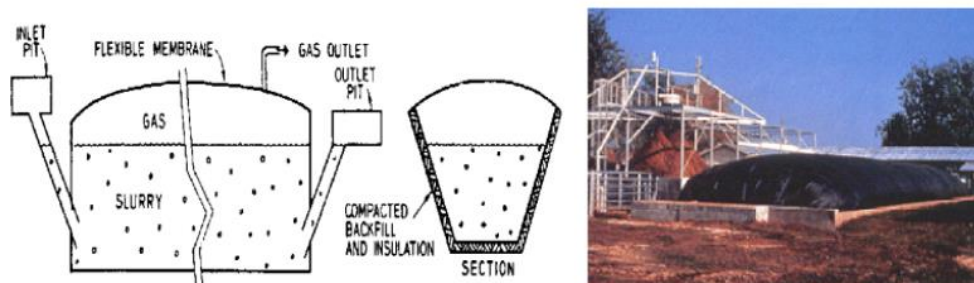 INLET
PIT
FLEXIBLE MEMBRANE
GAS OUTLET
OUTLET
PIT
GAS
SLURRY
COMPACTED
BACKFILL
AND INSULATION
SECTION